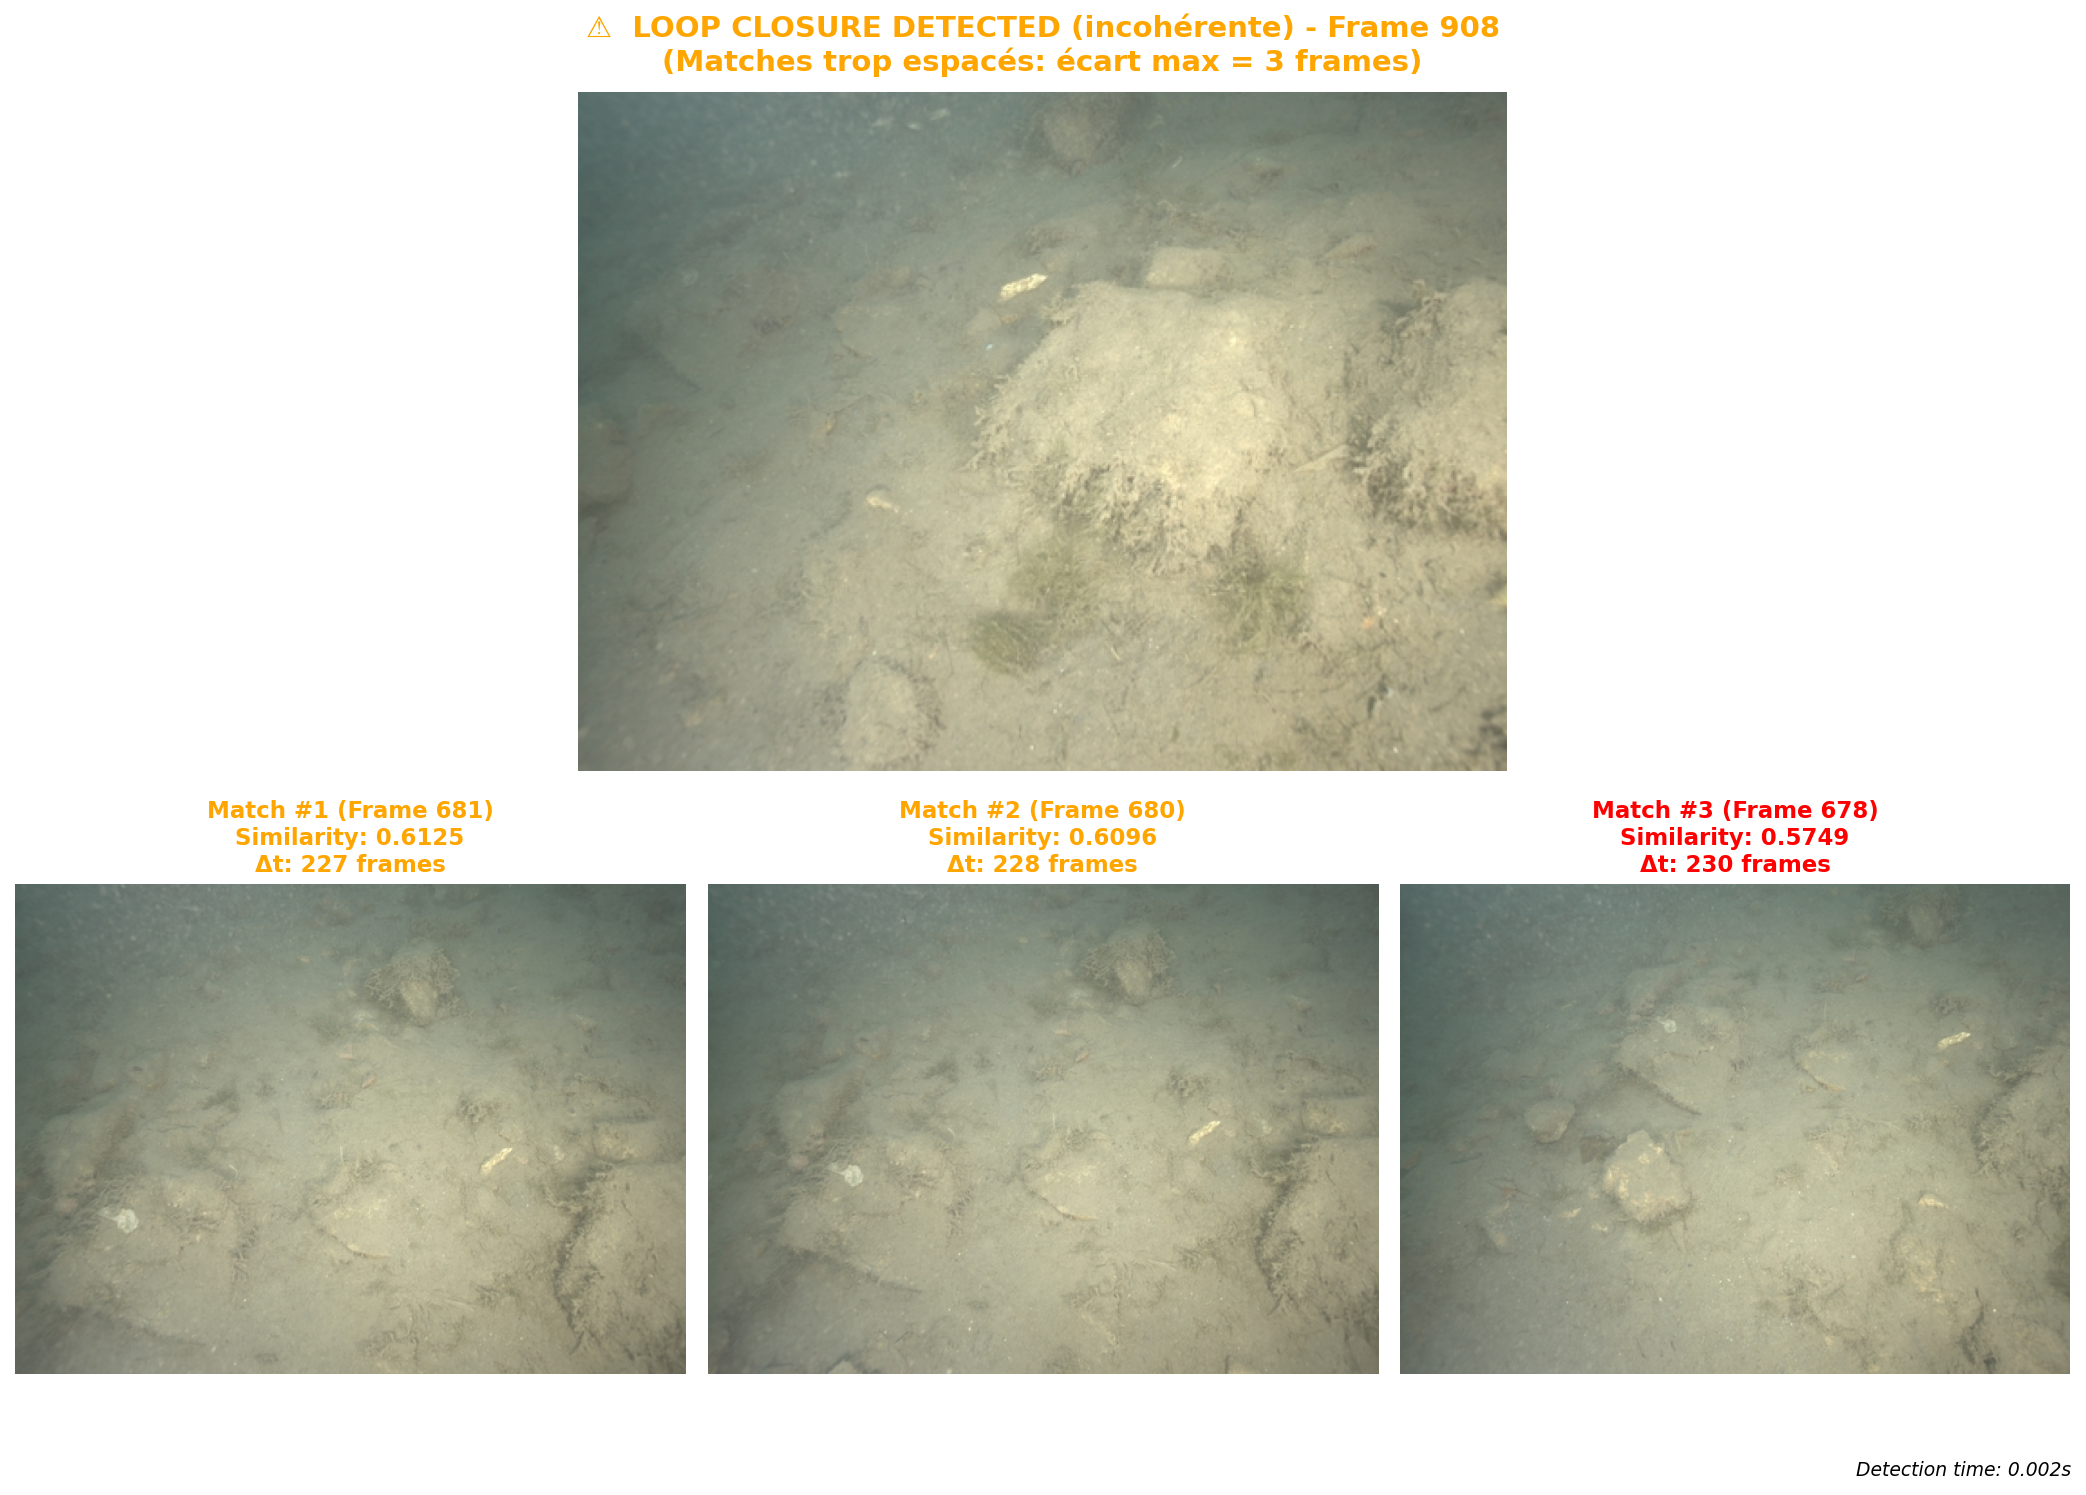 ⚠ LOOP CLOSURE DETECTED (incohérente) - Frame 908
(Matches trop espacés: écart max = 3 frames)
Match #1 (Frame 681)
Similarity: 0.6125
Δt: 227 frames
Match #2 (Frame 680)
Similarity: 0.6096
Δt: 228 frames
Match #3 (Frame 678)
Similarity: 0.5749
Δt: 230 frames
Detection time: 0.002s